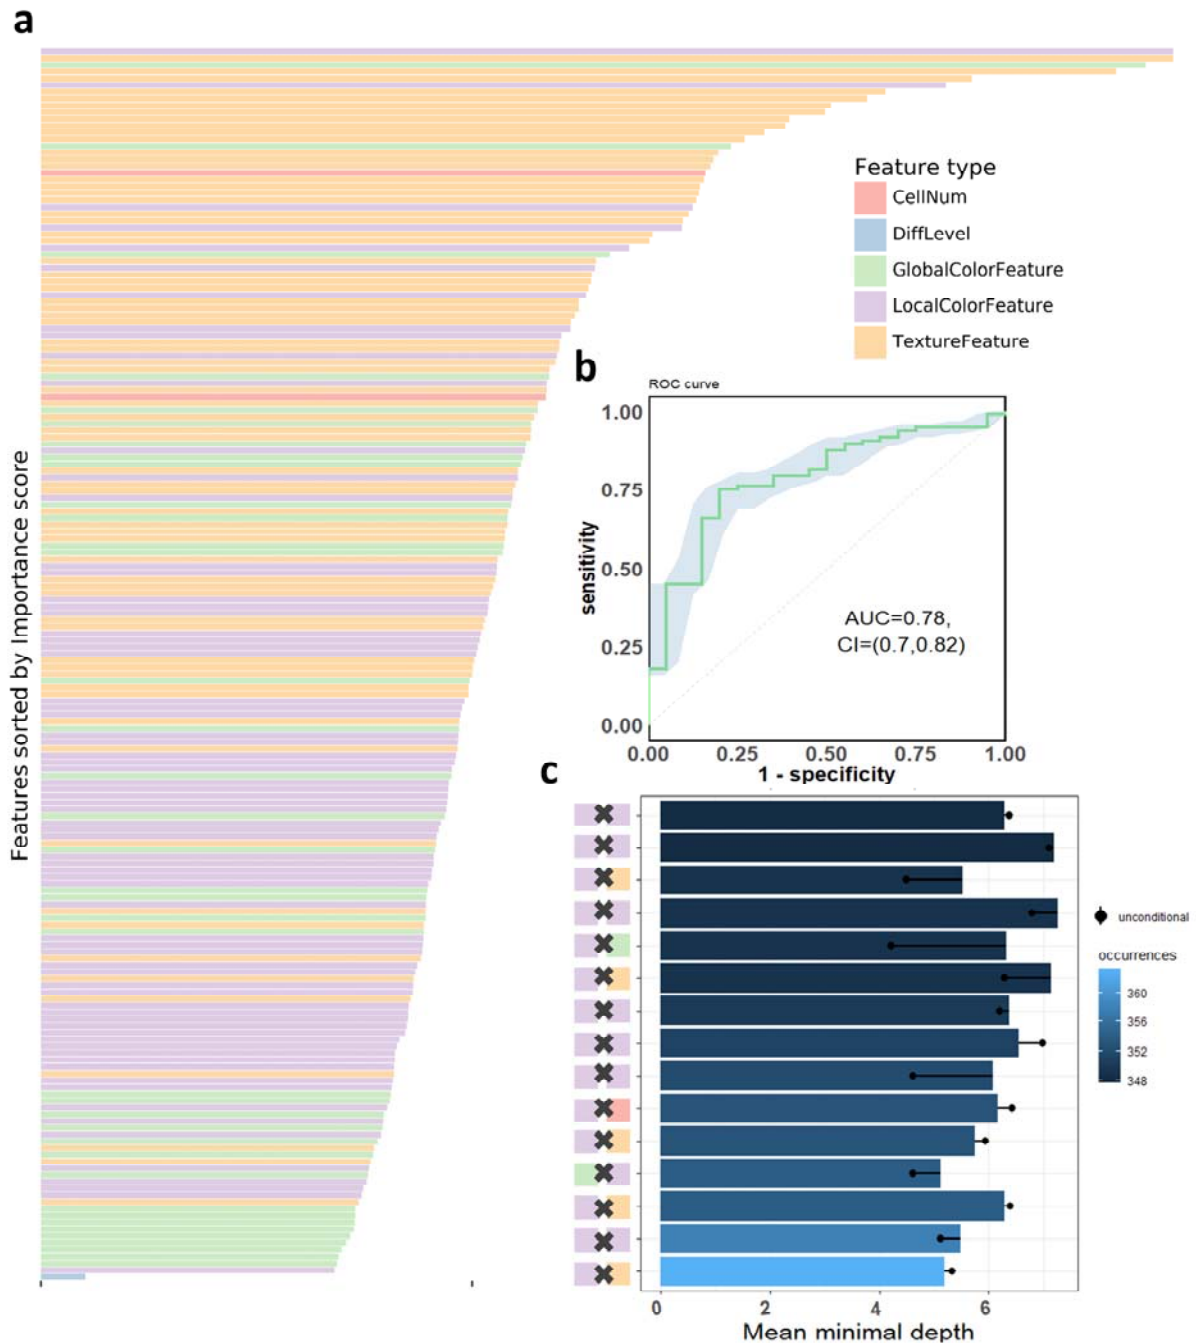 a
Features sorted by Importance score
Feature type
CellNum
DiffLevel
GlobalColorFeature
LocalColorFeature
TextureFeature
b
ROC curve
1.00
0.75
0.50
0.25
0.00
sensitivity
AUC=0.78,
CI=(0.7,0.82)
0.00 0.25 0.50 0.75 1.00
1 - specificity
c
unconditional
occurrences
360
356
352
348
0 2 4 6
Mean minimal depth